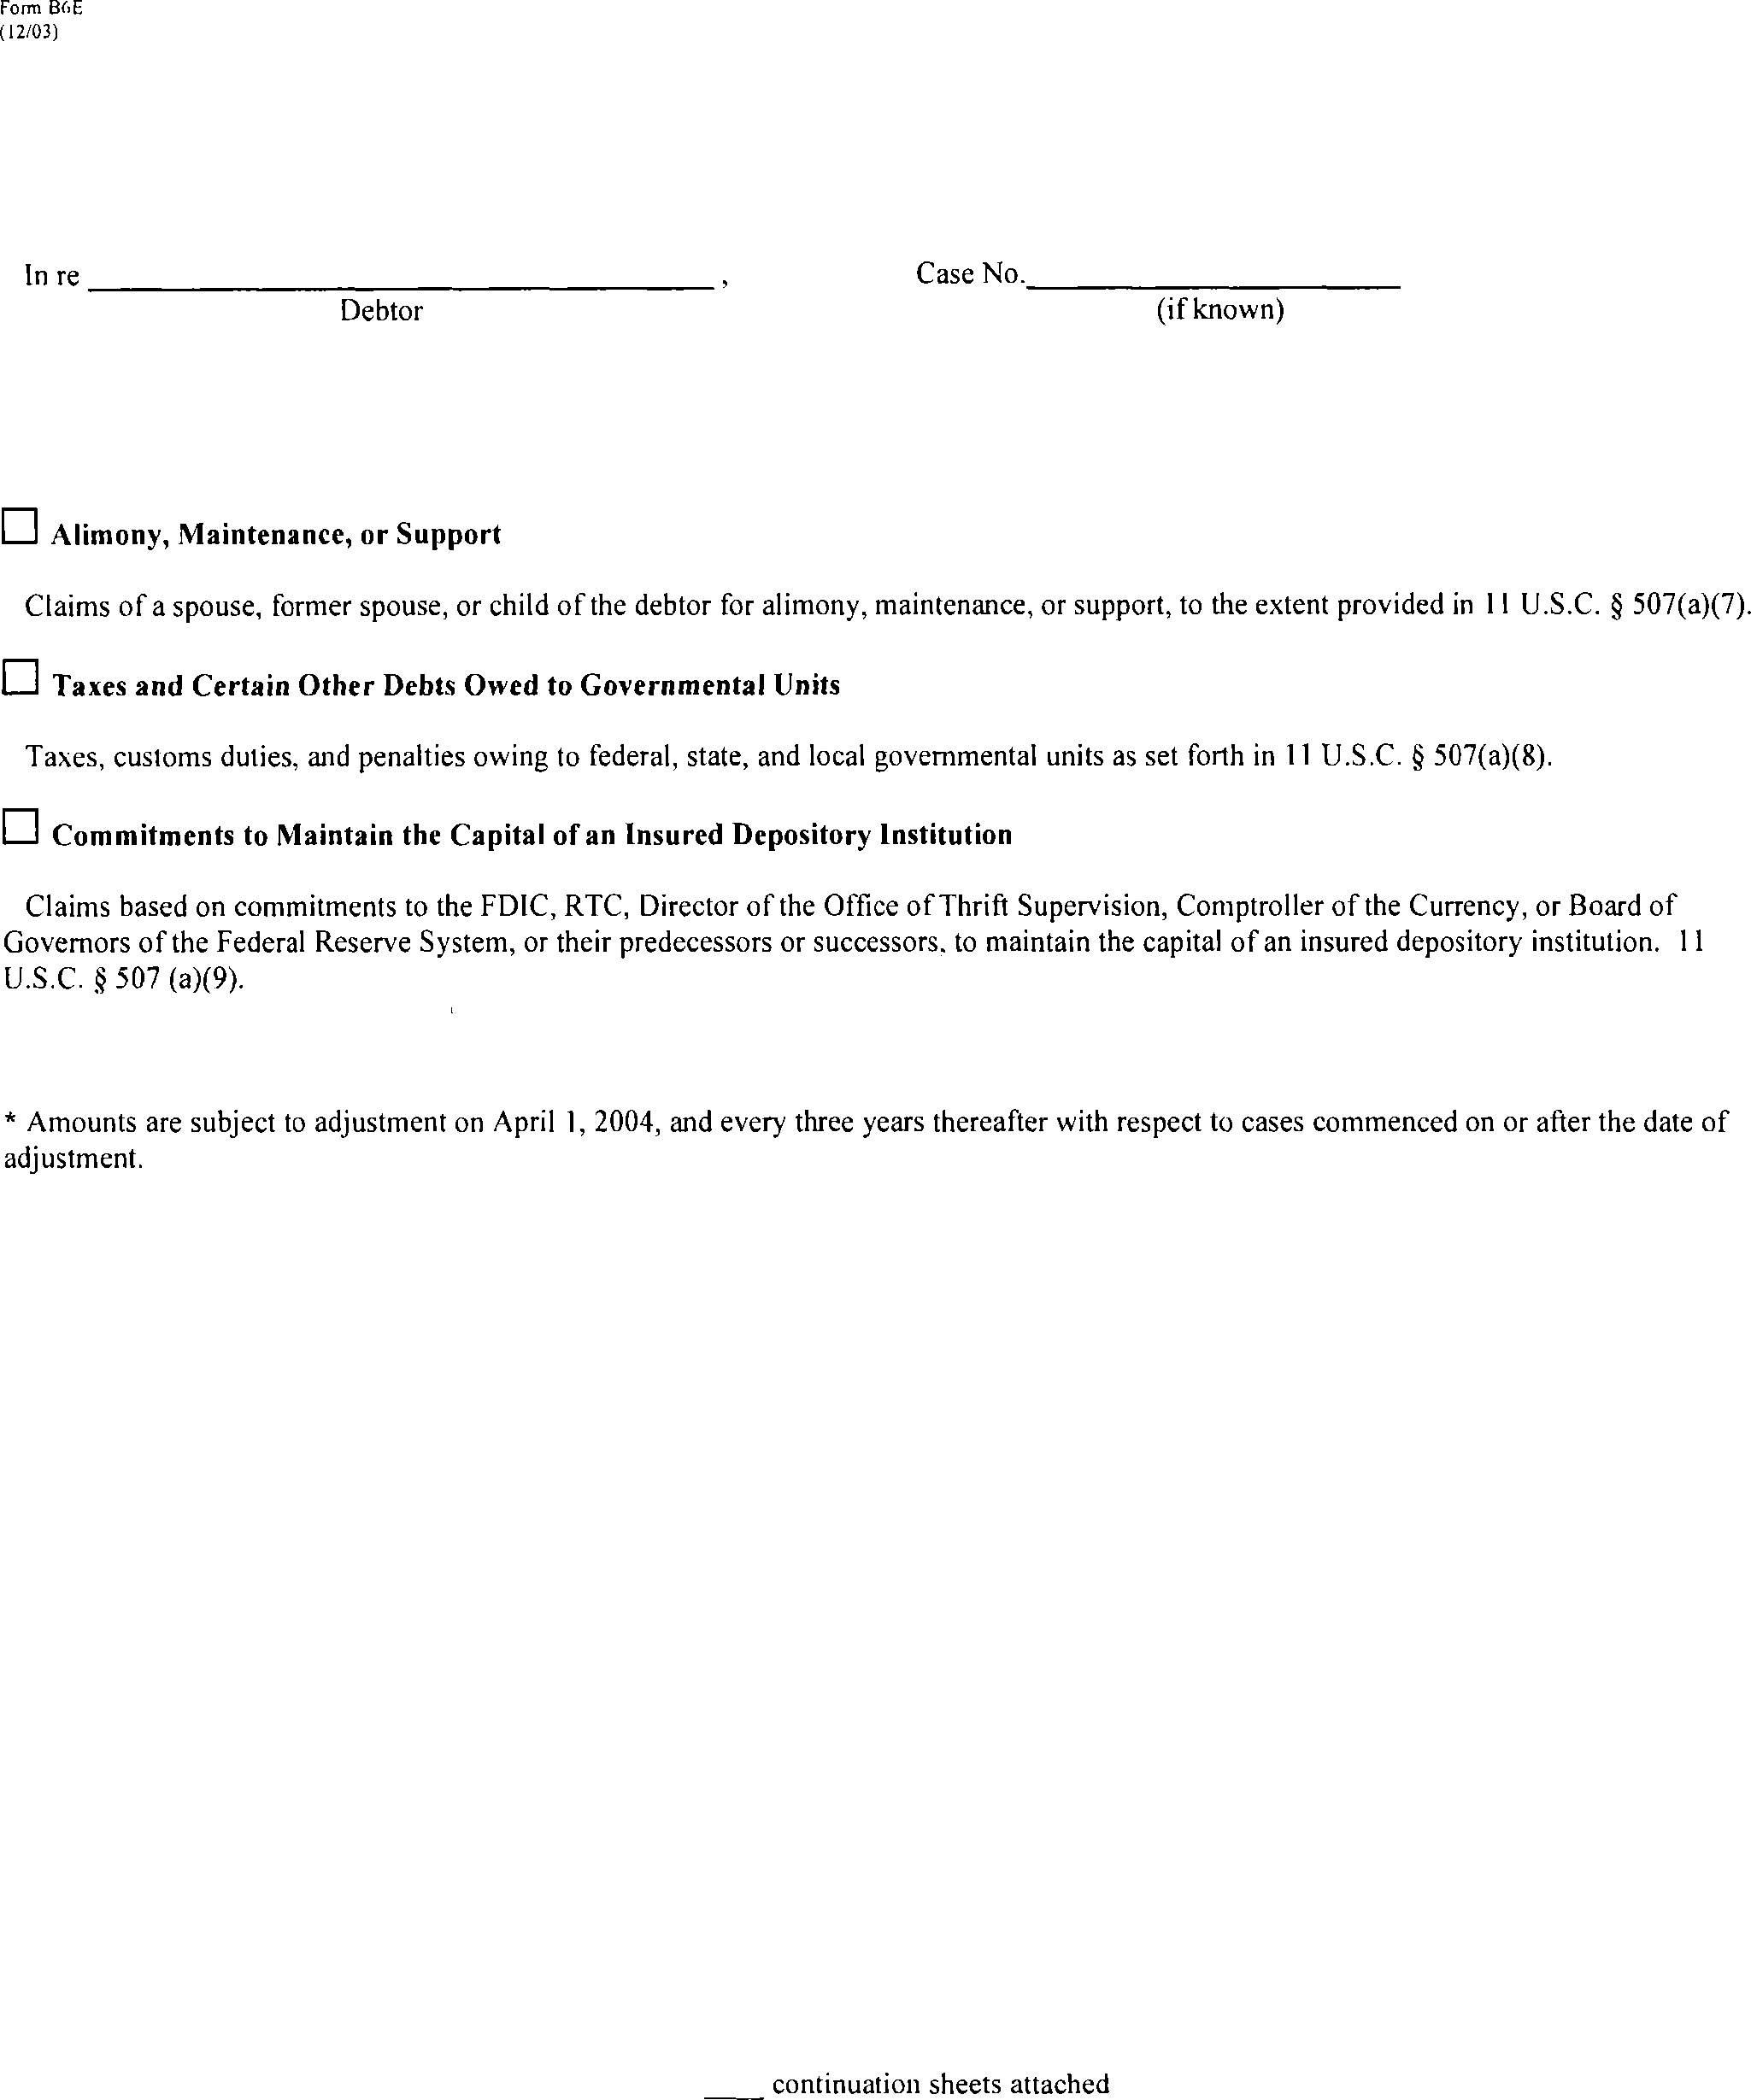 Form B6E
(12/03)
In re ____________________, Case No.____________________
Debtor (if known)
☐ Alimony, Maintenance, or Support
Claims of a spouse, former spouse, or child of the debtor for alimony, maintenance, or support, to the extent provided in 11 U.S.C. § 507(a)(7).
☐ Taxes and Certain Other Debts Owed to Governmental Units
Taxes, customs duties, and penalties owing to federal, state, and local governmental units as set forth in 11 U.S.C. § 507(a)(8).
☐ Commitments to Maintain the Capital of an Insured Depository Institution
Claims based on commitments to the FDIC, RTC, Director of the Office of Thrift Supervision, Comptroller of the Currency, or Board of
Governors of the Federal Reserve System, or their predecessors or successors, to maintain the capital of an insured depository institution. 11
U.S.C. § 507 (a)(9).
* Amounts are subject to adjustment on April 1, 2004, and every three years thereafter with respect to cases commenced on or after the date of
adjustment.
____ continuation sheets attached